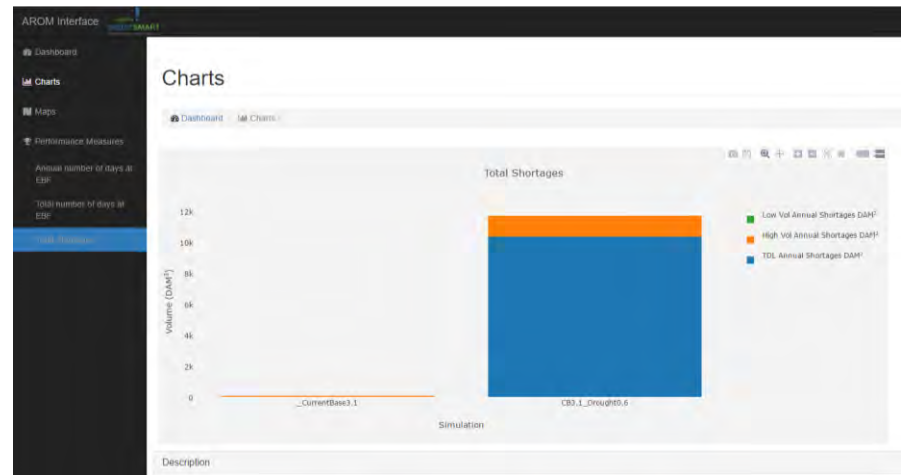 AROM Interface
Dashboard
Charts
Maps
Performance Measures
Annual number of days at
EBF
Total number of days at
EBF
Total Shortages
Charts
Dashboard
Charts
Total Shortages
12k
10k
8k
6k
4k
2k
0
Volume (DAM³)
_CurrentBase3.1
CB3.1_Drought0.6
Simulation
Low Vol Annual Shortages DAM³
High Vol Annual Shortages DAM³
TDL Annual Shortages DAM³
Description